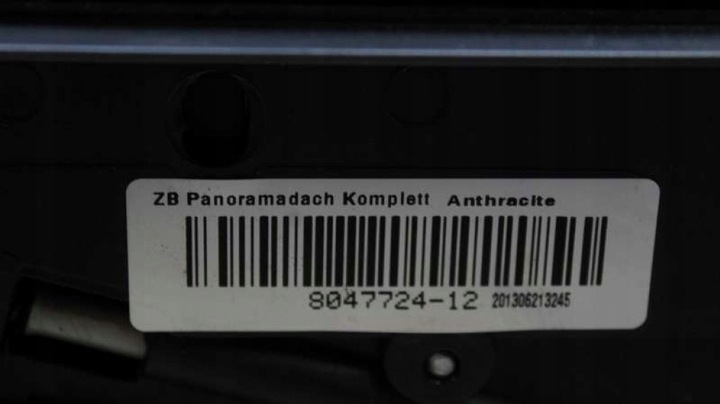 ZB Panoramadach Komplett Anthracite
8047724-12 201306213245